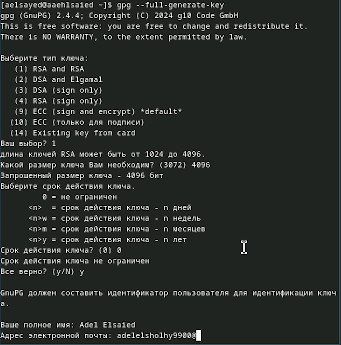 [aelsayed@aaehlsaied ~]$ gpg --full-generate-key
gpg (GnuPG) 2.4.4; Copyright (C) 2024 g10 Code GmbH
This is free software: you are free to change and redistribute it.
There is NO WARRANTY, to the extent permitted by law.
Выберите тип ключа:
(1) RSA and RSA
(2) DSA and Elgamal
(3) DSA (sign only)
(4) RSA (sign only)
(9) ECC (sign and encrypt) *default*
(10) ECC (только для подписи)
(14) Existing key from card
Ваш выбор? 1
длина ключей RSA может быть от 1024 до 4096.
Какой размер ключа Вам необходим? (3072) 4096
Запрошенный размер ключа - 4096 бит
Выберите срок действия ключа.
0 = не ограничен
<n> = срок действия ключа - n дней
<n>w = срок действия ключа - n недель
<n>m = срок действия ключа - n месяцев
<n>y = срок действия ключа - n лет
Срок действия ключа? (0) 0
Срок действия ключа не ограничен
Все верно? (y/N) y
GnuPG должен составить идентификатор пользователя для идентификации ключ
а.
Ваше полное имя: Adel Elsaied
Адрес электронной почты: adelelsholhy9900@